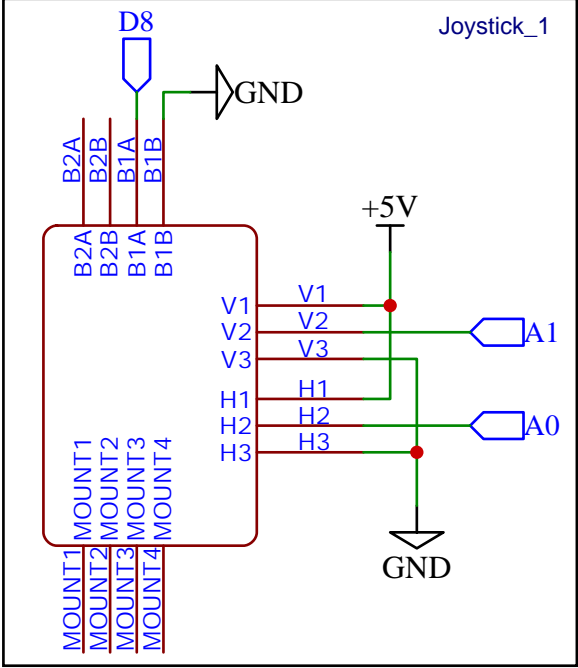 D8
Joystick_1
GND
B2A B2B B1A B1B
B2A B2B B1A B1B
+5V
V1 V1
V2 V2 A1
V3 V3
H1 H1
H2 H2 A0
H3 H3
MOUNT1 MOUNT2 MOUNT3 MOUNT4
MOUNT1 MOUNT2 MOUNT3 MOUNT4
GND